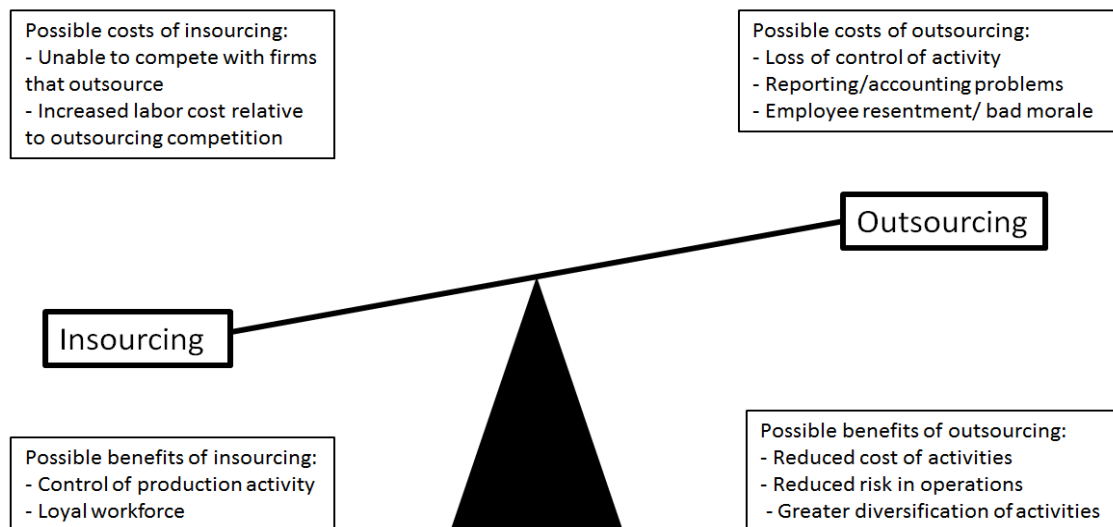 Possible costs of insourcing:
- Unable to compete with firms
that outsource
- Increased labor cost relative
to outsourcing competition
Possible costs of outsourcing:
- Loss of control of activity
- Reporting/accounting problems
- Employee resentment/ bad morale
Outsourcing
Insourcing
Possible benefits of insourcing:
- Control of production activity
- Loyal workforce
Possible benefits of outsourcing:
- Reduced cost of activities
- Reduced risk in operations
- Greater diversification of activities